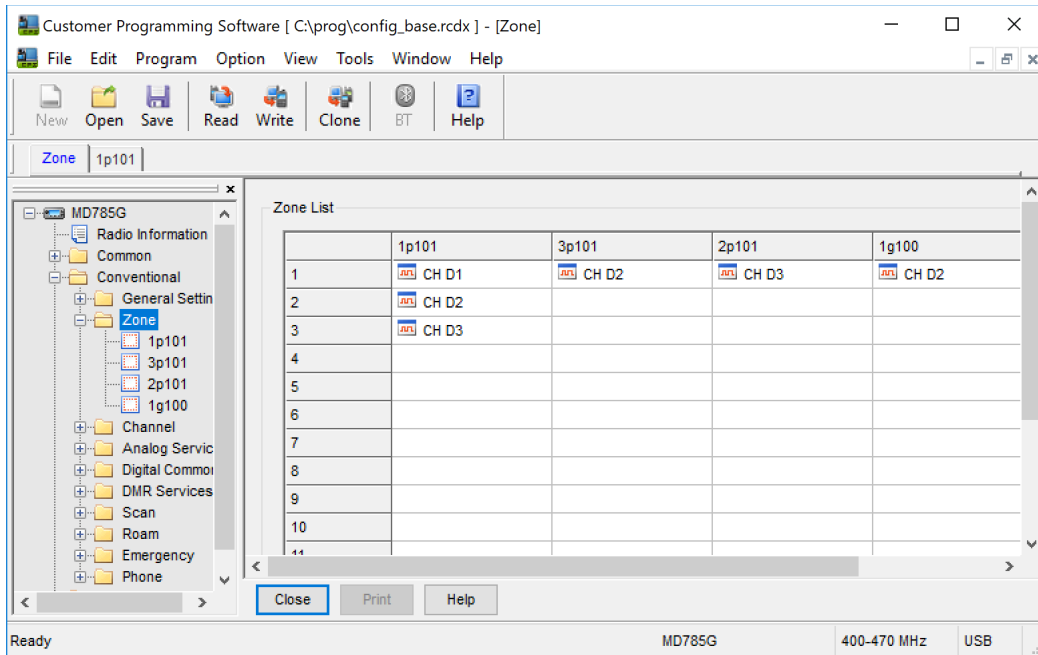 Customer Programming Software [ C:\prog\config_base.rcdx ] - [Zone]
File Edit Program Option View Tools Window Help
New Open Save Read Write Clone BT Help
Zone 1p101
MD785G
Radio Information
Common
Conventional
General Settin
Zone
1p101
3p101
2p101
1g100
Channel
Analog Servic
Digital Common
DMR Services
Scan
Roam
Emergency
Phone
Zone List
1p101 3p101 2p101 1g100
1 CH D1 CH D2 CH D3 CH D2
2 CH D2
3 CH D3
4
5
6
7
8
9
10
11
Close Print Help
Ready MD785G 400-470 MHz USB